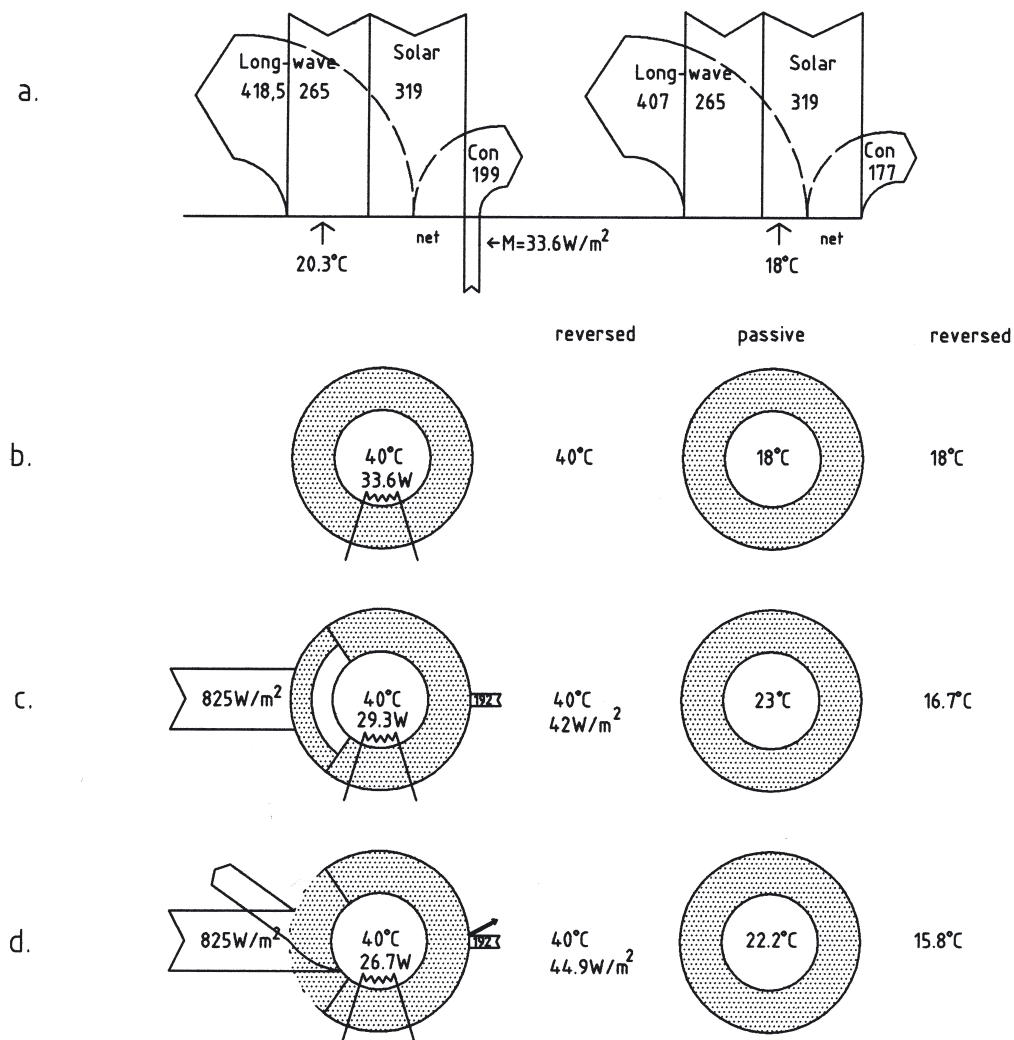 a.
Long-wave
418,5 265
Solar
319
Con
199
Long-wave
407 265
Solar
319
Con
177
20.3°C
net
←M=33.6W/m²
18°C
net
reversed passive reversed
b.
40°C
33.6W
40°C
18°C
18°C
c.
825W/m²
40°C
29.3W
192
40°C
42W/m²
23°C
16.7°C
d.
825W/m²
40°C
26.7W
192
40°C
44.9W/m²
22.2°C
15.8°C